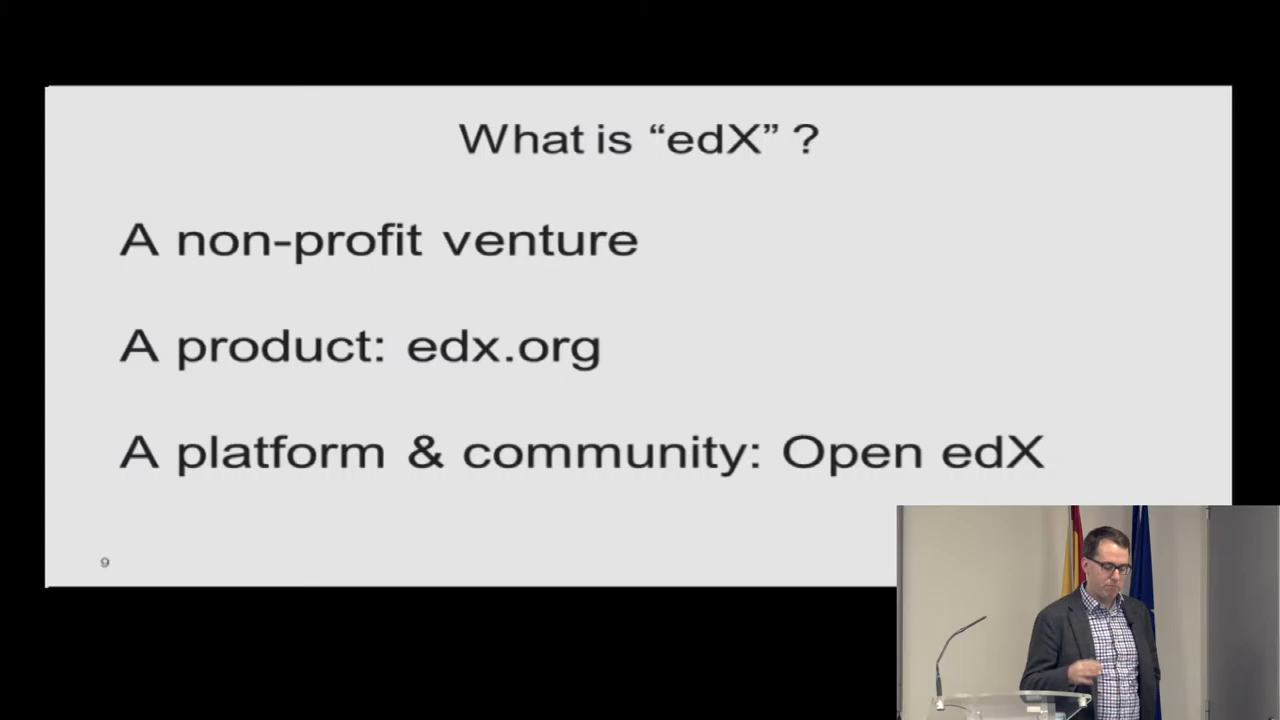 What is “edX” ?
A non-profit venture
A product: edx.org
A platform & community: Open edX
9